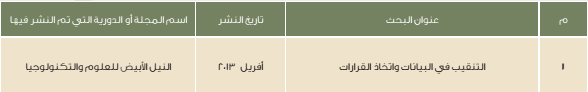 م عنوان البحث تاريخ النشر اسم المجلة أو الدورية التي تم النشر فيها
١ التنقيب في البيانات واتخاذ القرارات أفريل ٢٠١٣ النيل الأبيض للعلوم والتكنولوجيا